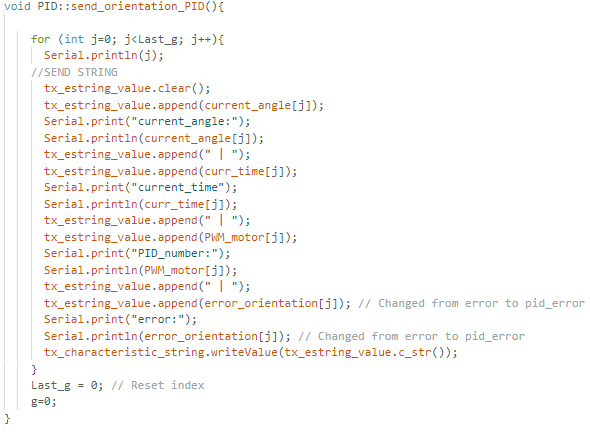 void PID::send_orientation_PID(){
for (int j=0; j<Last_g; j++){
Serial.println(j);
//SEND STRING
tx_estring_value.clear();
tx_estring_value.append(current_angle[j]);
Serial.print("current_angle:");
Serial.println(current_angle[j]);
tx_estring_value.append(" | ");
tx_estring_value.append(curr_time[j]);
Serial.print("current_time");
Serial.println(curr_time[j]);
tx_estring_value.append(" | ");
tx_estring_value.append(PWM_motor[j]);
Serial.print("PID_number:");
Serial.println(PWM_motor[j]);
tx_estring_value.append(" | ");
tx_estring_value.append(error_orientation[j]); // Changed from error to pid_error
Serial.print("error:");
Serial.println(error_orientation[j]); // Changed from error to pid_error
tx_characteristic_string.writeValue(tx_estring_value.c_str());
}
Last_g = 0; // Reset index
g=0;
}